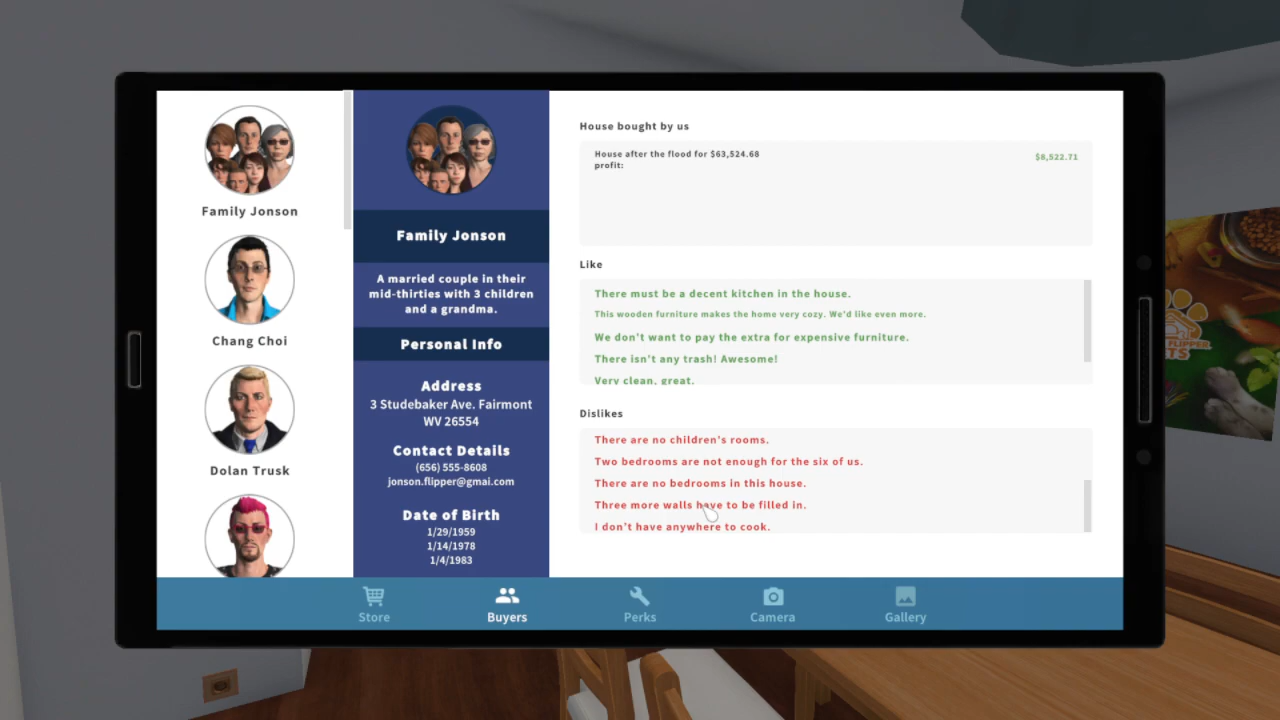 Family Jonson
Chang Choi
Dolan Trusk
Family Jonson
A married couple in their
mid-thirties with 3 children
and a grandma.
Personal Info
Address
3 Studebaker Ave. Fairmont
WV 26554
Contact Details
(656) 555-8608
jonson.flipper@gmai.com
Date of Birth
1/29/1959
1/14/1978
1/4/1983
House bought by us
House after the flood for $63,524.68
profit:
$8,522.71
Like
There must be a decent kitchen in the house.
This wooden furniture makes the home very cozy. We'd like even more.
We don't want to pay the extra for expensive furniture.
There isn't any trash! Awesome!
Very clean, great.
Dislikes
There are no children's rooms.
Two bedrooms are not enough for the six of us.
There are no bedrooms in this house.
Three more walls have to be filled in.
I don't have anywhere to cook.
Store
Buyers
Perks
Camera
Gallery
FLIPPER